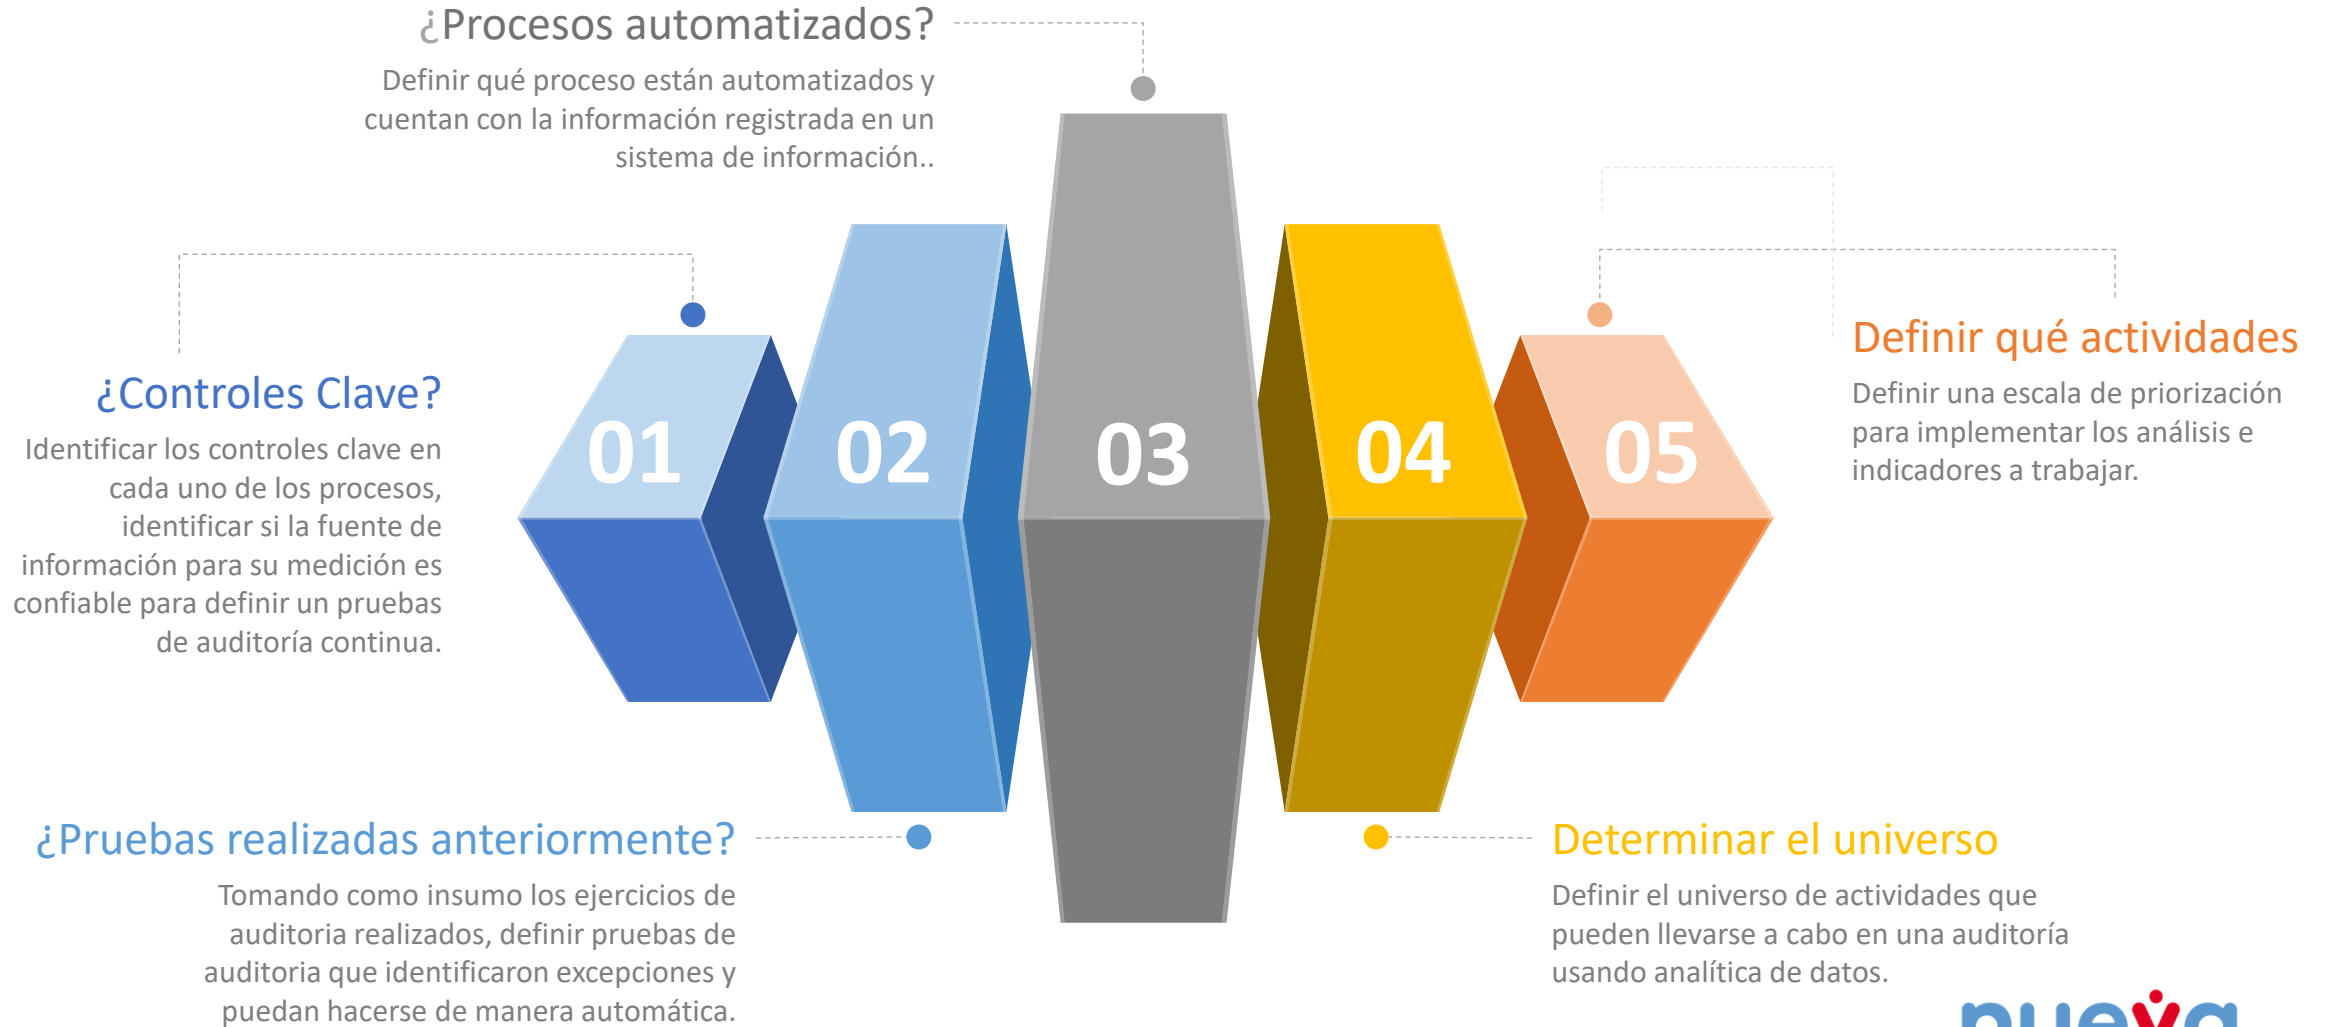 ¿Procesos automatizados?
Definir qué proceso están automatizados y
cuentan con la información registrada en un
sistema de información..
¿Controles Clave?
Identificar los controles clave en
cada uno de los procesos,
identificar si la fuente de
información para su medición es
confiable para definir un pruebas
de auditoría continua.
01
02
03
04
05
Definir qué actividades
Definir una escala de priorización
para implementar los análisis e
indicadores a trabajar.
¿Pruebas realizadas anteriormente?
Tomando como insumo los ejercicios de
auditoria realizados, definir pruebas de
auditoria que identificaron excepciones y
puedan hacerse de manera automática.
Determinar el universo
Definir el universo de actividades que
pueden llevarse a cabo en una auditoría
usando analítica de datos.
nueva